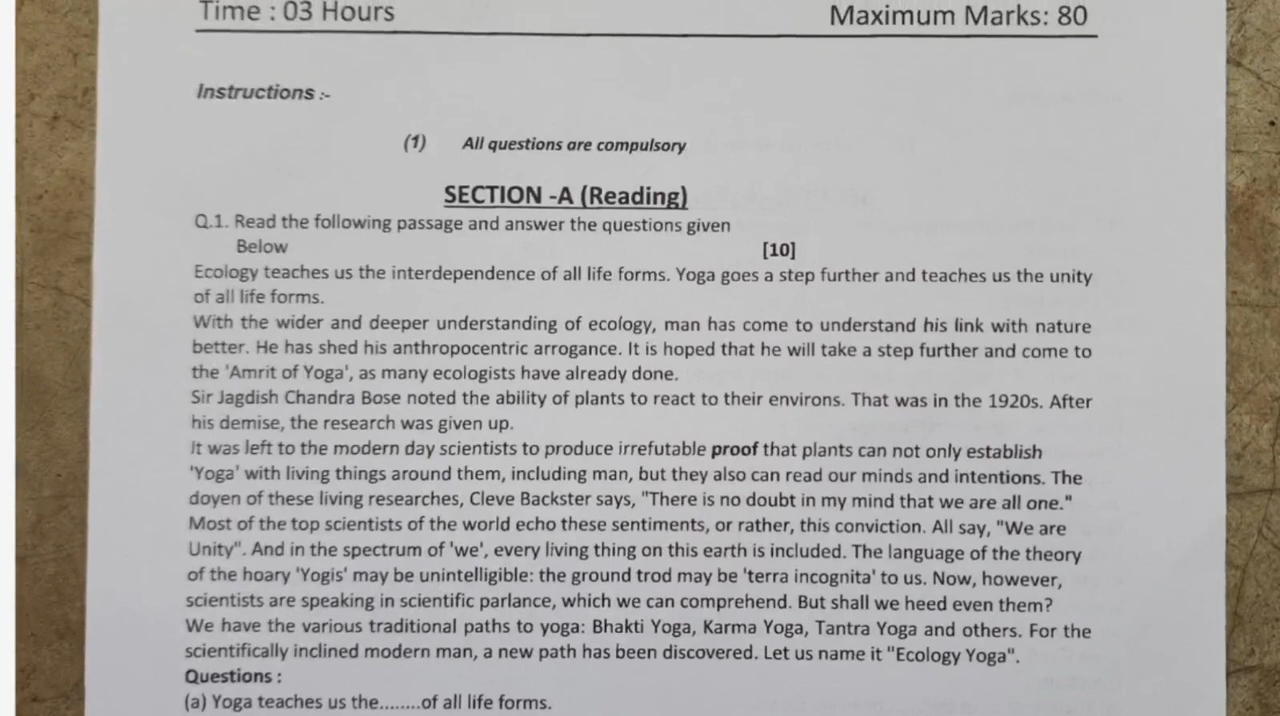 Time : 03 Hours Maximum Marks: 80
Instructions :-
(1) All questions are compulsory
SECTION -A (Reading)
Q.1. Read the following passage and answer the questions given
Below [10]
Ecology teaches us the interdependence of all life forms. Yoga goes a step further and teaches us the unity
of all life forms.
With the wider and deeper understanding of ecology, man has come to understand his link with nature
better. He has shed his anthropocentric arrogance. It is hoped that he will take a step further and come to
the 'Amrit of Yoga', as many ecologists have already done.
Sir Jagdish Chandra Bose noted the ability of plants to react to their environs. That was in the 1920s. After
his demise, the research was given up.
It was left to the modern day scientists to produce irrefutable proof that plants can not only establish
'Yoga' with living things around them, including man, but they also can read our minds and intentions. The
doyen of these living researches, Cleve Backster says, "There is no doubt in my mind that we are all one."
Most of the top scientists of the world echo these sentiments, or rather, this conviction. All say, "We are
Unity". And in the spectrum of 'we', every living thing on this earth is included. The language of the theory
of the hoary 'Yogis' may be unintelligible: the ground trod may be 'terra incognita' to us. Now, however,
scientists are speaking in scientific parlance, which we can comprehend. But shall we heed even them?
We have the various traditional paths to yoga: Bhakti Yoga, Karma Yoga, Tantra Yoga and others. For the
scientifically inclined modern man, a new path has been discovered. Let us name it "Ecology Yoga".
Questions :
(a) Yoga teaches us the........of all life forms.